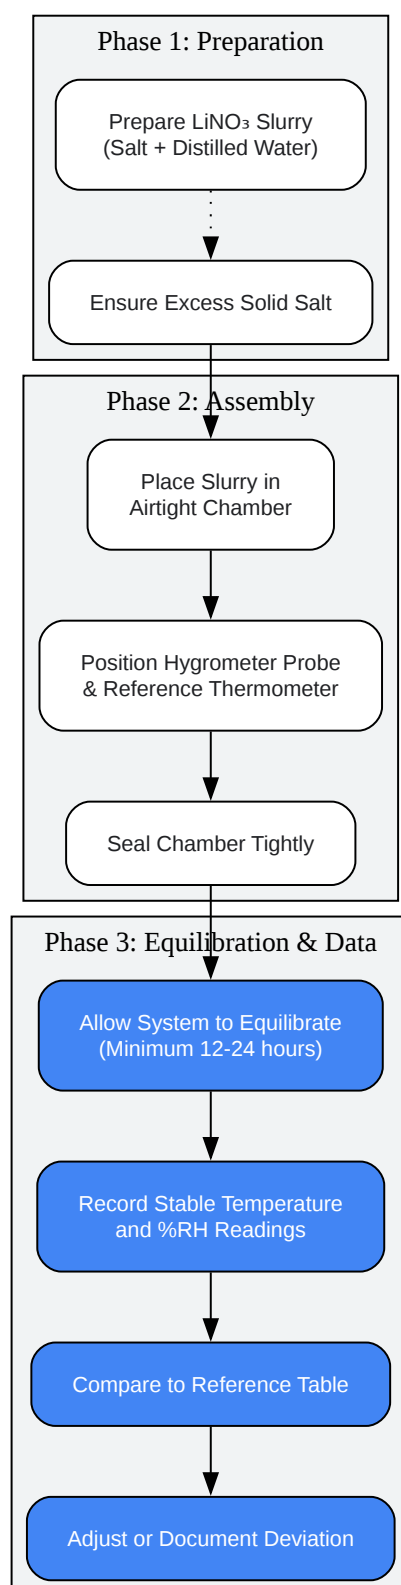 Phase 1: Preparation
Prepare LiNO₃ Slurry
(Salt + Distilled Water)
Ensure Excess Solid Salt
Phase 2: Assembly
Place Slurry in
Airtight Chamber
Position Hygrometer Probe
& Reference Thermometer
Seal Chamber Tightly
Phase 3: Equilibration & Data
Allow System to Equilibrate
(Minimum 12-24 hours)
Record Stable Temperature
and %RH Readings
Compare to Reference Table
Adjust or Document Deviation